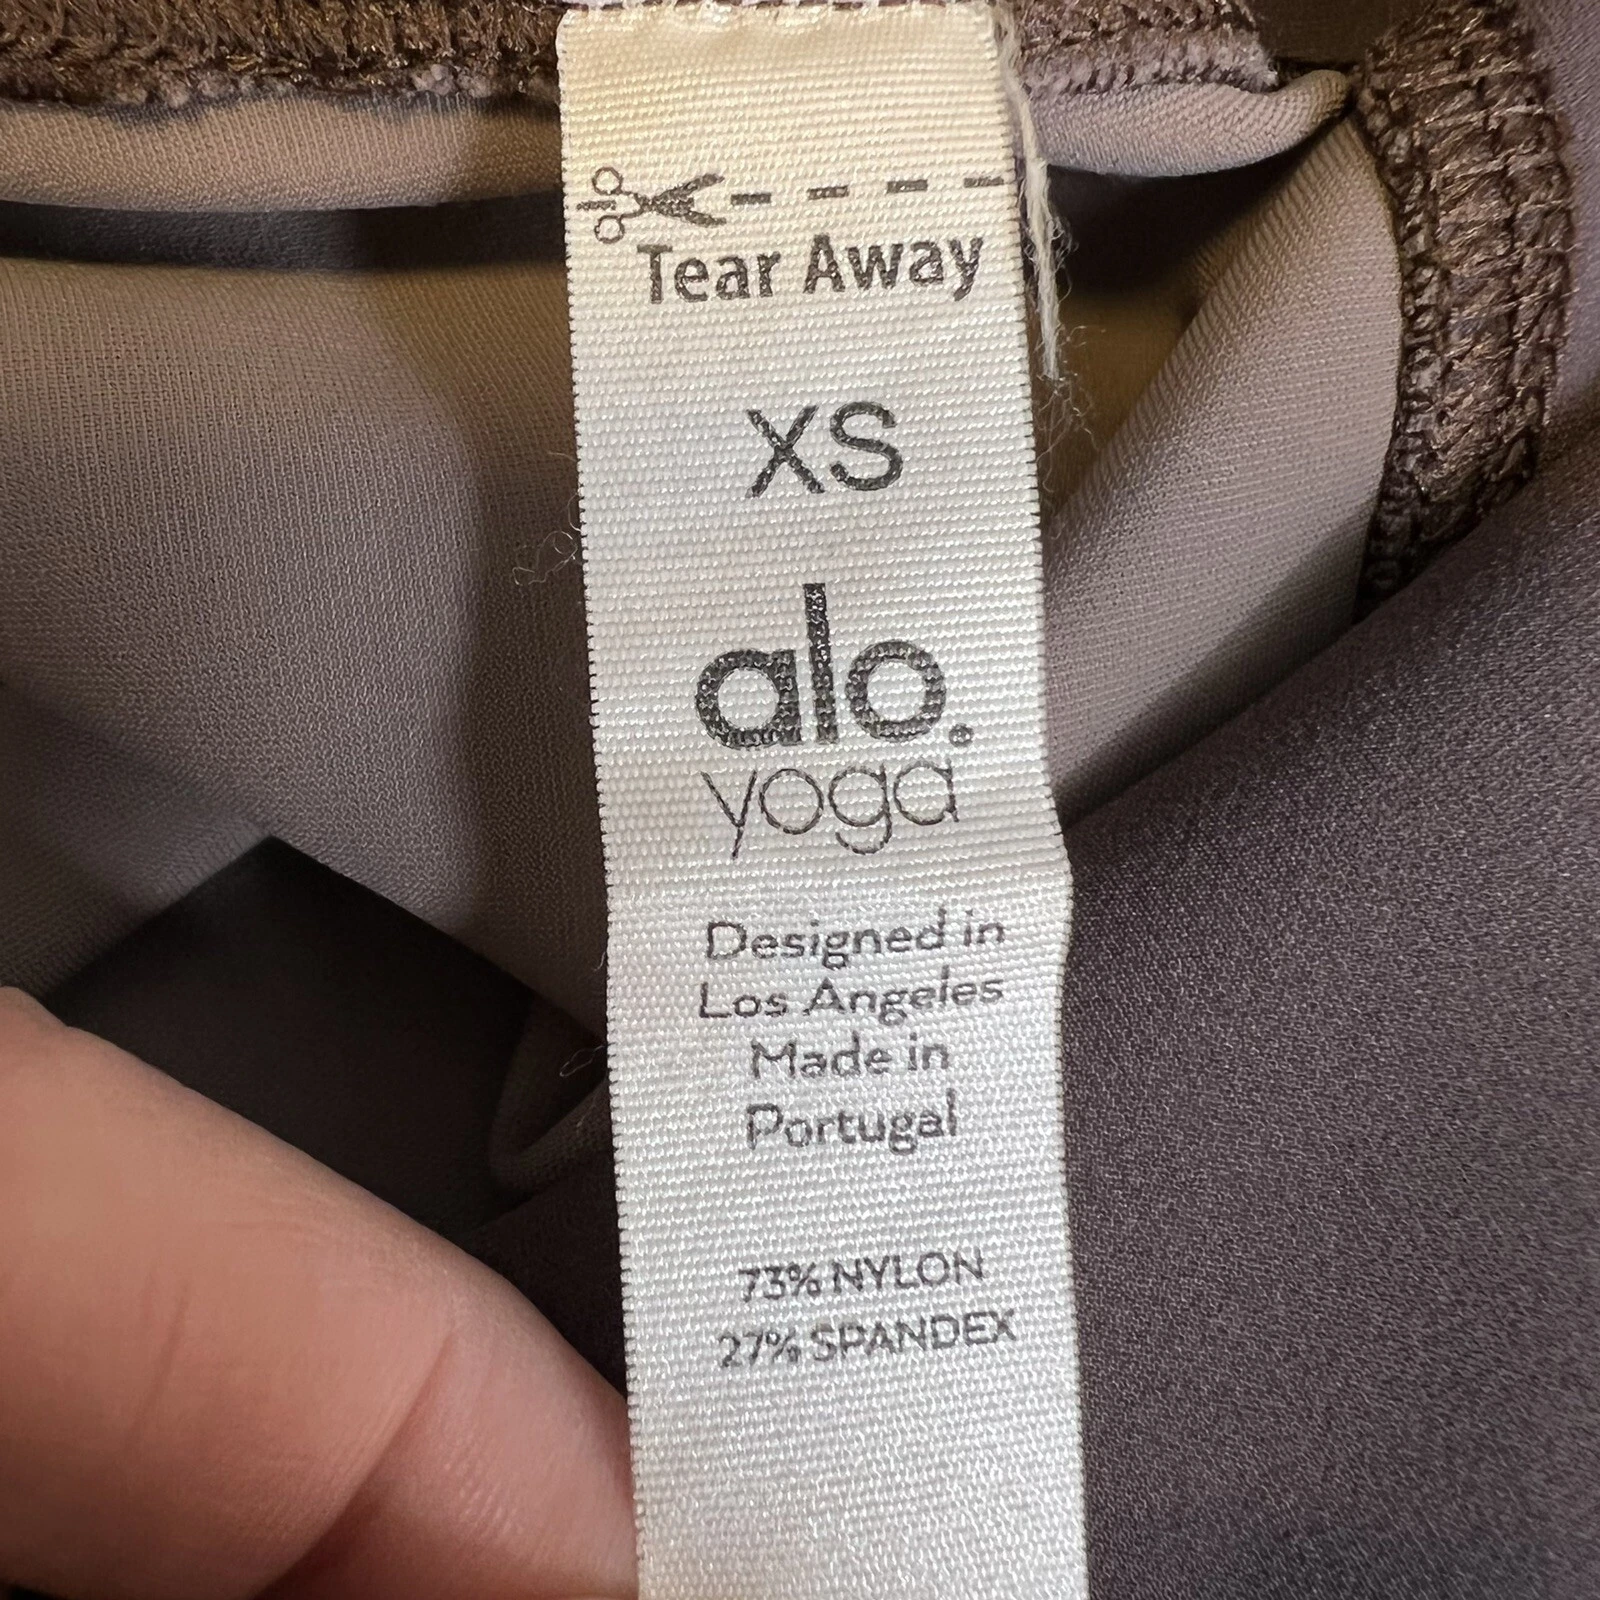 Tear Away
XS
alo.®
yoga
Designed in
Los Angeles
Made in
Portugal
73% NYLON
27% SPANDEX